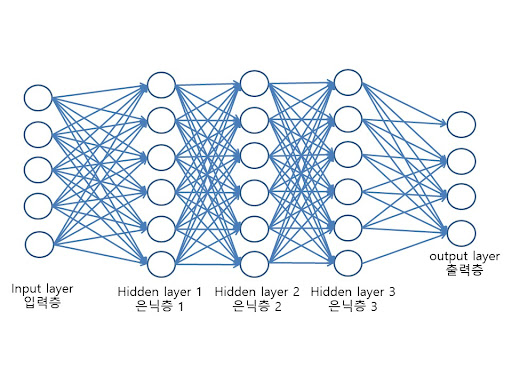 Input layer
입력층
Hidden layer 1
은닉층 1
Hidden layer 2
은닉층 2
Hidden layer 3
은닉층 3
output layer
출력층